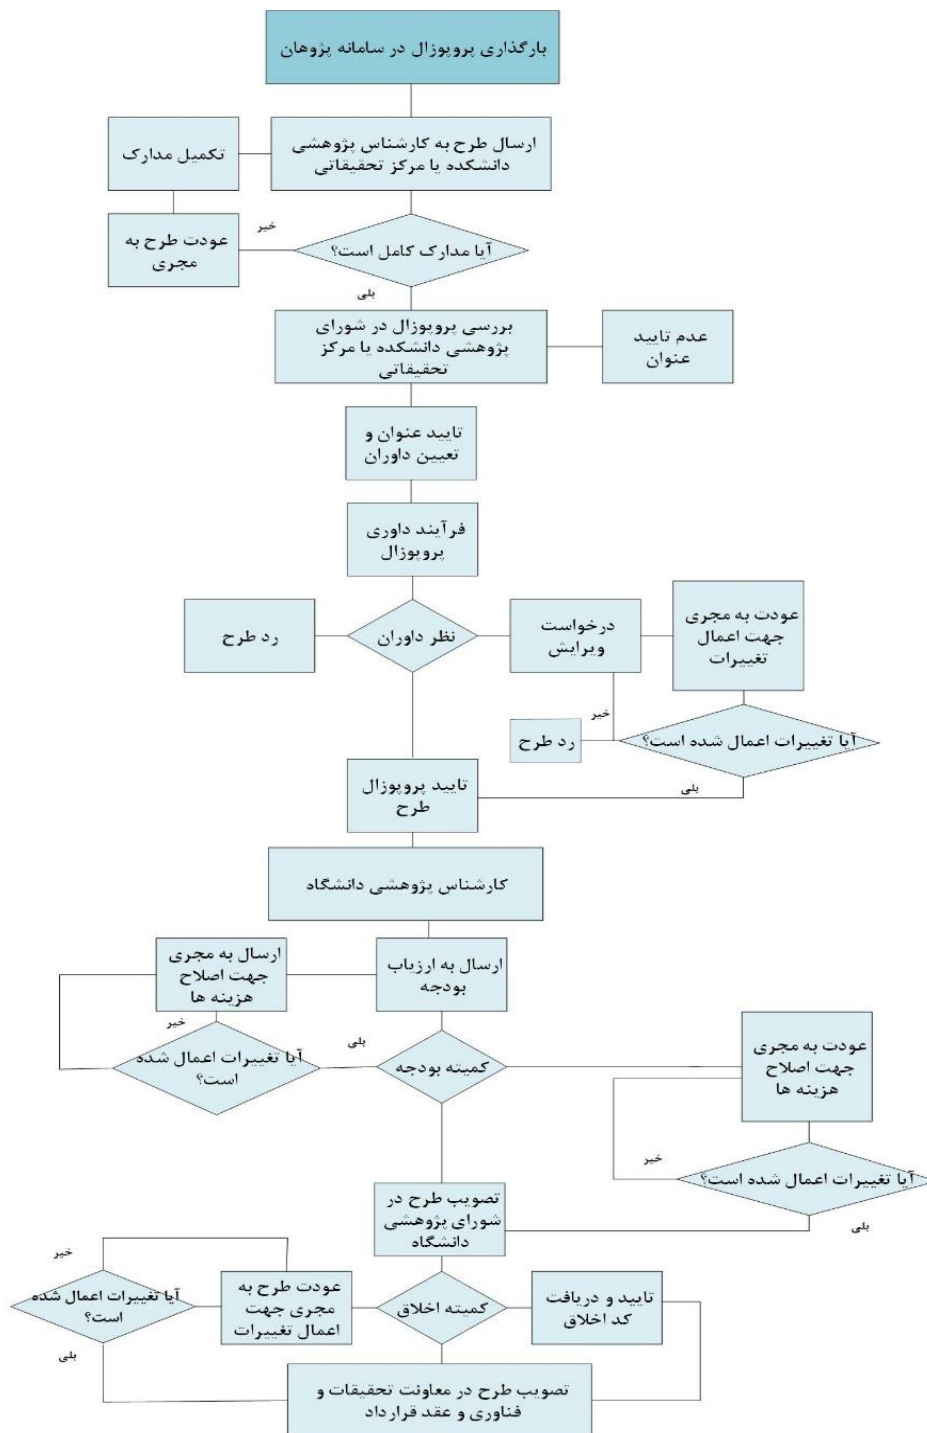 بارگذاری پروپوزال در سامانه پژوهان
ارسال طرح به کارشناس پژوهشی
دانشکده یا مرکز تحقیقاتی
تکمیل مدارک
عودت طرح به
مجری
خیر
آیا مدارک کامل است؟
بلی
بررسی پروپوزال در شورای
پژوهشی دانشکده یا مرکز
تحقیقاتی
عدم تایید
عنوان
تایید عنوان و
تعیین داوران
فرآیند داوری
پروپوزال
نظر داوران
رد طرح
درخواست
ویرایش
عودت به مجری
جهت اعمال
تغییرات
خیر
رد طرح
آیا تغییرات اعمال شده است؟
بلی
تایید پروپوزال
طرح
کارشناس پژوهشی دانشگاه
ارسال به ارزیاب
بودجه
ارسال به مجری
جهت اصلاح
هزینه ها
خیر
آیا تغییرات اعمال شده
است؟
بلی
کمیته بودجه
عودت به مجری
جهت اصلاح
هزینه ها
خیر
آیا تغییرات اعمال شده است؟
بلی
تصویب طرح در
شورای پژوهشی
دانشگاه
کمیته اخلاق
تایید و دریافت
کد اخلاق
عودت طرح به
مجری جهت
اعمال تغییرات
خیر
آیا تغییرات اعمال شده
است؟
بلی
تصویب طرح در معاونت تحقیقات و
فناوری و عقد قرارداد